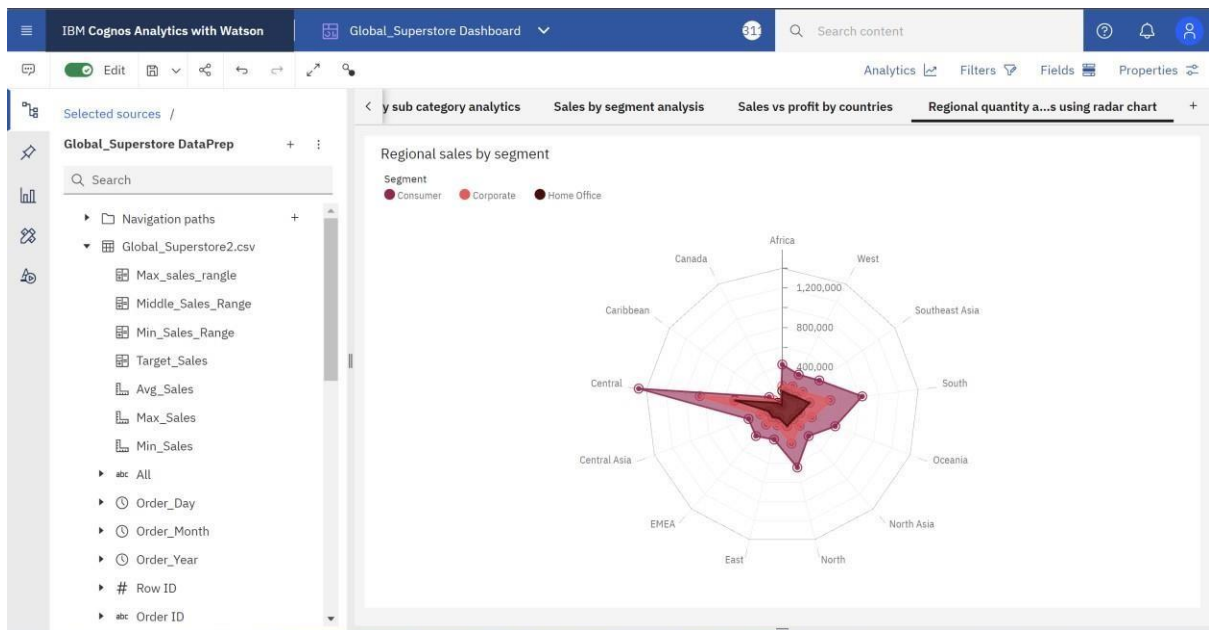 IBM Cognos Analytics with Watson
Global_Superstore Dashboard
311
Search content
Edit
Analytics
Filters
Fields
Properties
Selected sources /
y sub category analytics
Sales by segment analysis
Sales vs profit by countries
Regional quantity a...s using radar chart
+
Global_Superstore DataPrep
+
Search
Navigation paths
+
Global_Superstore2.csv
Max_sales_rangle
Middle_Sales_Range
Min_Sales_Range
Target_Sales
Avg_Sales
Max_Sales
Min_Sales
abc All
Order_Day
Order_Month
Order_Year
# Row ID
abc Order ID
Regional sales by segment
Segment
Consumer
Corporate
Home Office
Africa
West
Southeast Asia
South
Oceania
North Asia
North
East
EMEA
Central Asia
Central
Caribbean
Canada
1,200,000
800,000
400,000